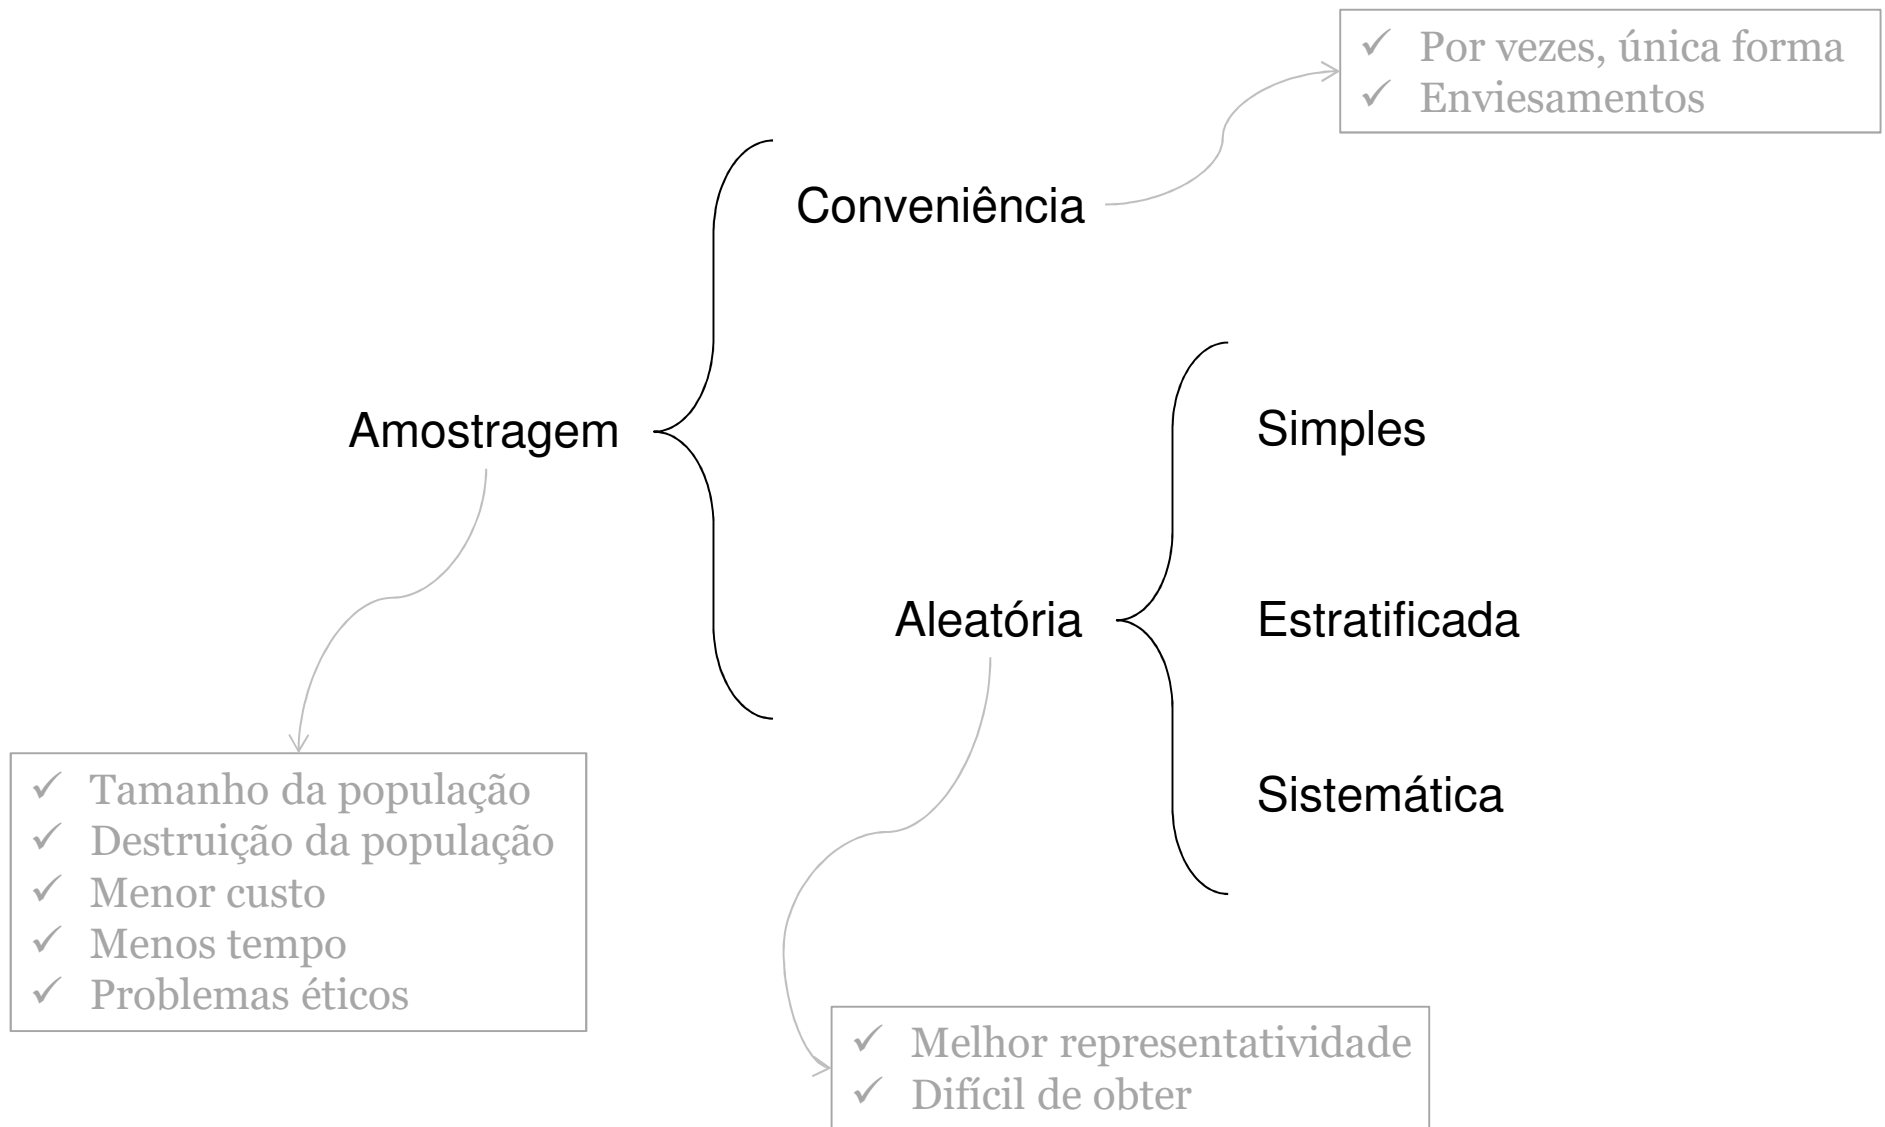 ✓ Por vezes, única forma
✓ Enviesamentos
Conveniência
Amostragem
Simples
Aleatória
Estratificada
Sistemática
✓ Tamanho da população
✓ Destruição da população
✓ Menor custo
✓ Menos tempo
✓ Problemas éticos
✓ Melhor representatividade
✓ Difícil de obter